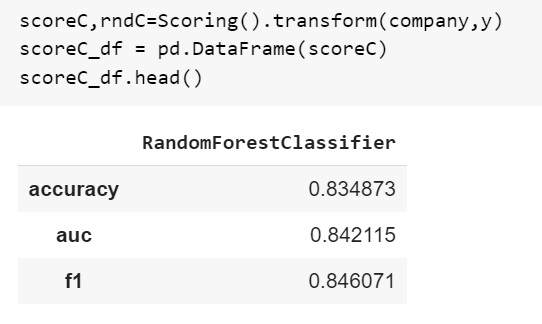 scoreC,rndC=Scoring().transform(company,y)
scoreC_df = pd.DataFrame(scoreC)
scoreC_df.head()
RandomForestClassifier
accuracy 0.834873
auc 0.842115
f1 0.846071